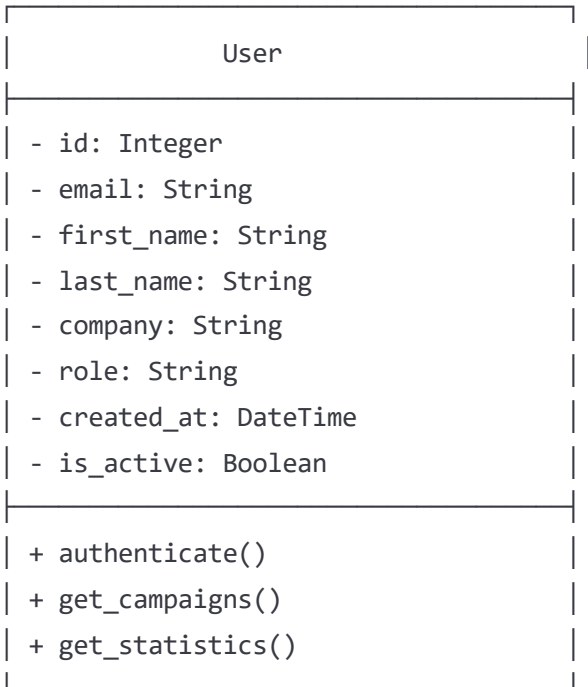 User
- id: Integer
- email: String
- first_name: String
- last_name: String
- company: String
- role: String
- created_at: DateTime
- is_active: Boolean
+ authenticate()
+ get_campaigns()
+ get_statistics()